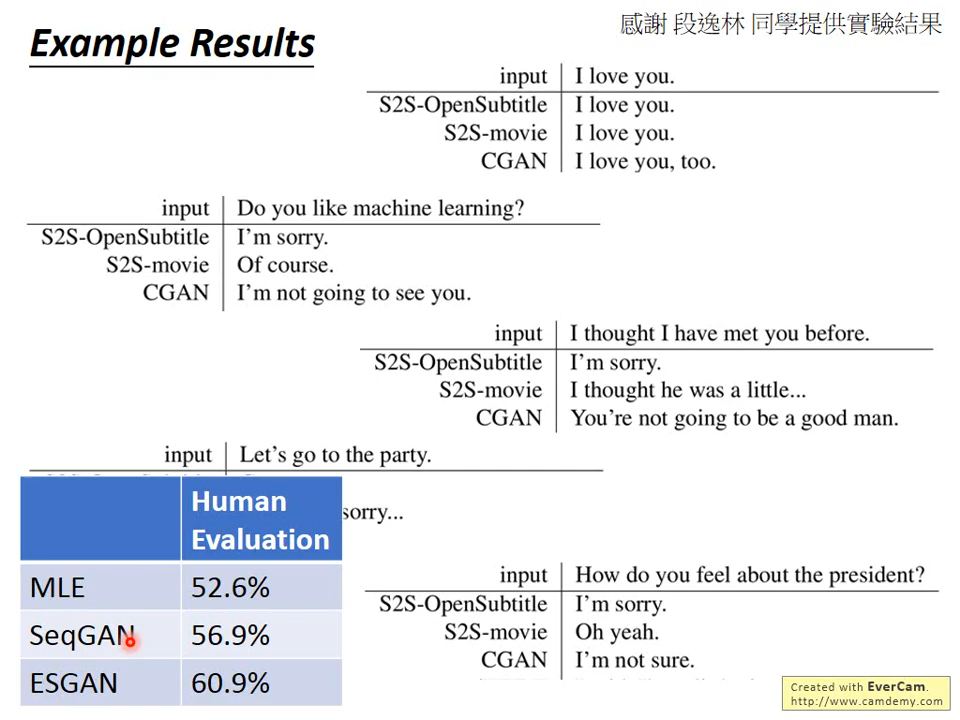 Example Results
感謝 段逸林 同學提供實驗結果
input I love you.
S2S-OpenSubtitle I love you.
S2S-movie I love you.
CGAN I love you, too.
input Do you like machine learning?
S2S-OpenSubtitle I'm sorry.
S2S-movie Of course.
CGAN I'm not going to see you.
input I thought I have met you before.
S2S-OpenSubtitle I'm sorry.
S2S-movie I thought he was a little...
CGAN You're not going to be a good man.
input Let's go to the party.
sorry...
Human
Evaluation
MLE 52.6%
SeqGAN 56.9%
ESGAN 60.9%
input How do you feel about the president?
S2S-OpenSubtitle I'm sorry.
S2S-movie Oh yeah.
CGAN I'm not sure.
Created with EverCam.
http://www.camdemy.com